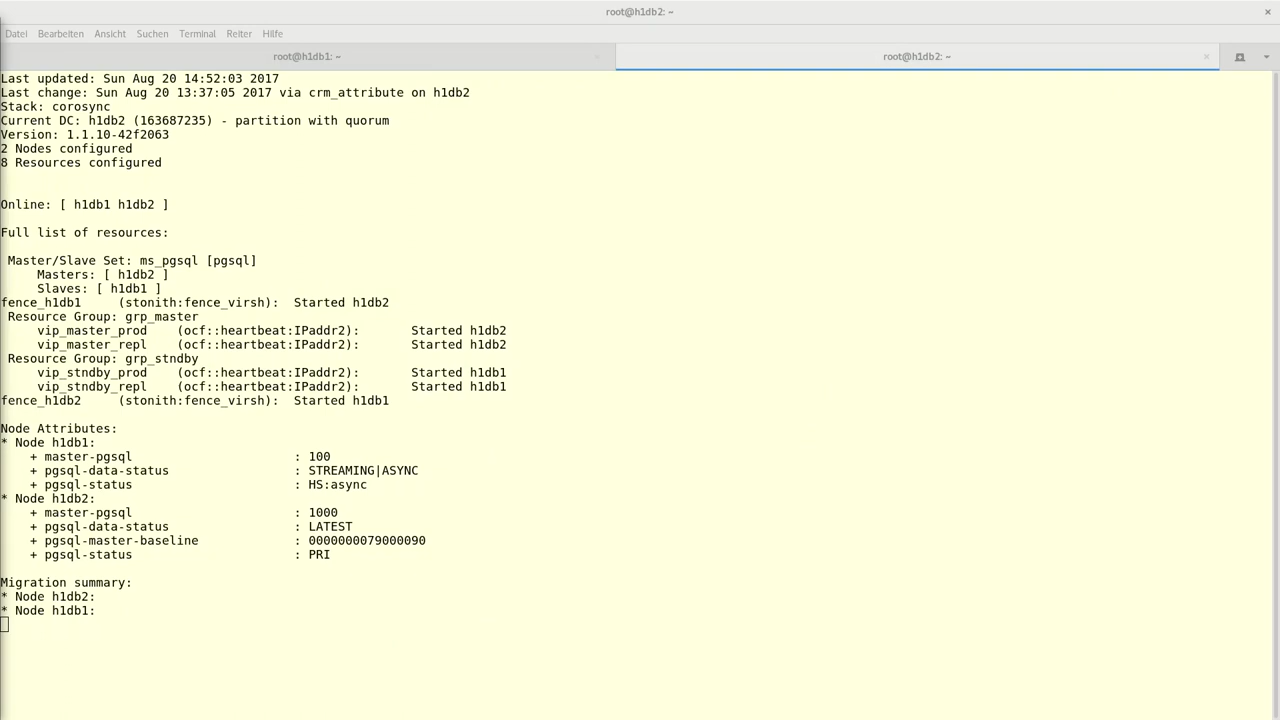 root@h1db2: ~
Datei Bearbeiten Ansicht Suchen Terminal Reiter Hilfe
root@h1db1: ~ root@h1db2: ~
Last updated: Sun Aug 20 14:52:03 2017
Last change: Sun Aug 20 13:37:05 2017 via crm_attribute on h1db2
Stack: corosync
Current DC: h1db2 (163687235) - partition with quorum
Version: 1.1.10-42f2063
2 Nodes configured
8 Resources configured
Online: [ h1db1 h1db2 ]
Full list of resources:
Master/Slave Set: ms_pgsql [pgsql]
Masters: [ h1db2 ]
Slaves: [ h1db1 ]
fence_h1db1 (stonith:fence_virsh): Started h1db2
Resource Group: grp_master
vip_master_prod (ocf::heartbeat:IPaddr2): Started h1db2
vip_master_repl (ocf::heartbeat:IPaddr2): Started h1db2
Resource Group: grp_stndby
vip_stndby_prod (ocf::heartbeat:IPaddr2): Started h1db1
vip_stndby_repl (ocf::heartbeat:IPaddr2): Started h1db1
fence_h1db2 (stonith:fence_virsh): Started h1db1
Node Attributes:
* Node h1db1:
+ master-pgsql : 100
+ pgsql-data-status : STREAMING|ASYNC
+ pgsql-status : HS:async
* Node h1db2:
+ master-pgsql : 1000
+ pgsql-data-status : LATEST
+ pgsql-master-baseline : 0000000079000090
+ pgsql-status : PRI
Migration summary:
* Node h1db2:
* Node h1db1: